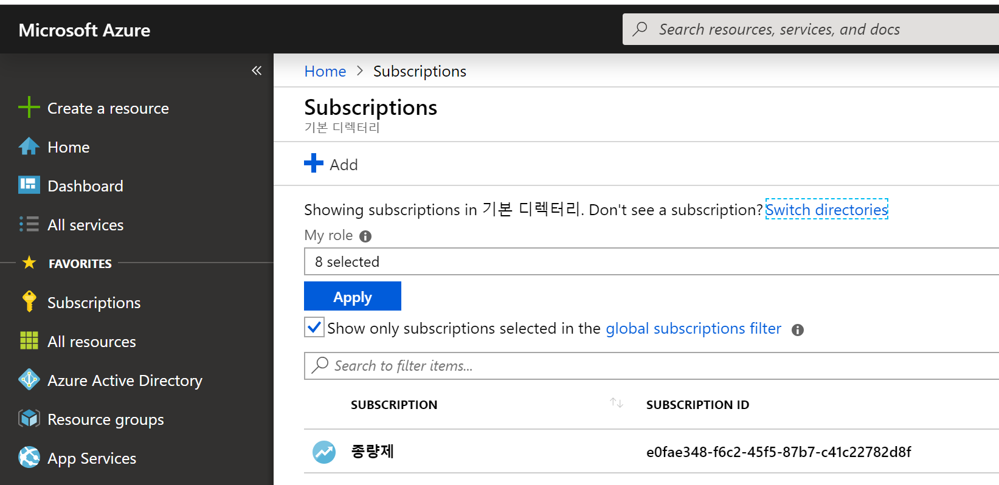 Microsoft Azure
Search resources, services, and docs
«
Create a resource
Home
Dashboard
All services
FAVORITES
Subscriptions
All resources
Azure Active Directory
Resource groups
App Services
Home > Subscriptions
Subscriptions
기본 디렉터리
Add
Showing subscriptions in 기본 디렉터리. Don't see a subscription? Switch directories
My role
8 selected
Apply
Show only subscriptions selected in the global subscriptions filter
Search to filter items...
SUBSCRIPTION SUBSCRIPTION ID
종량제 e0fae348-f6c2-45f5-87b7-c41c22782d8f